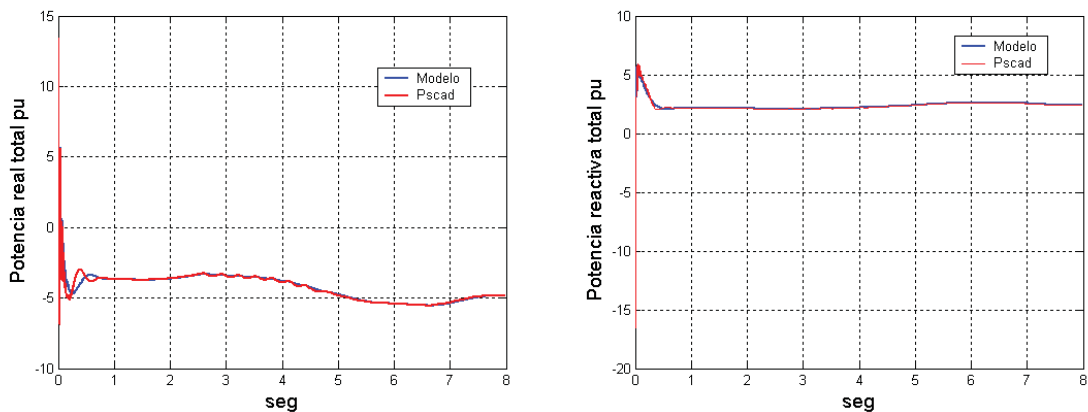 15
10
5
0
-5
-10
Potencia real total pu
Modelo
Pscad
0 1 2 3 4 5 6 7 8
seg
10
5
0
-5
-10
-15
-20
Potencia reactiva total pu
Modelo
Pscad
0 1 2 3 4 5 6 7 8
seg